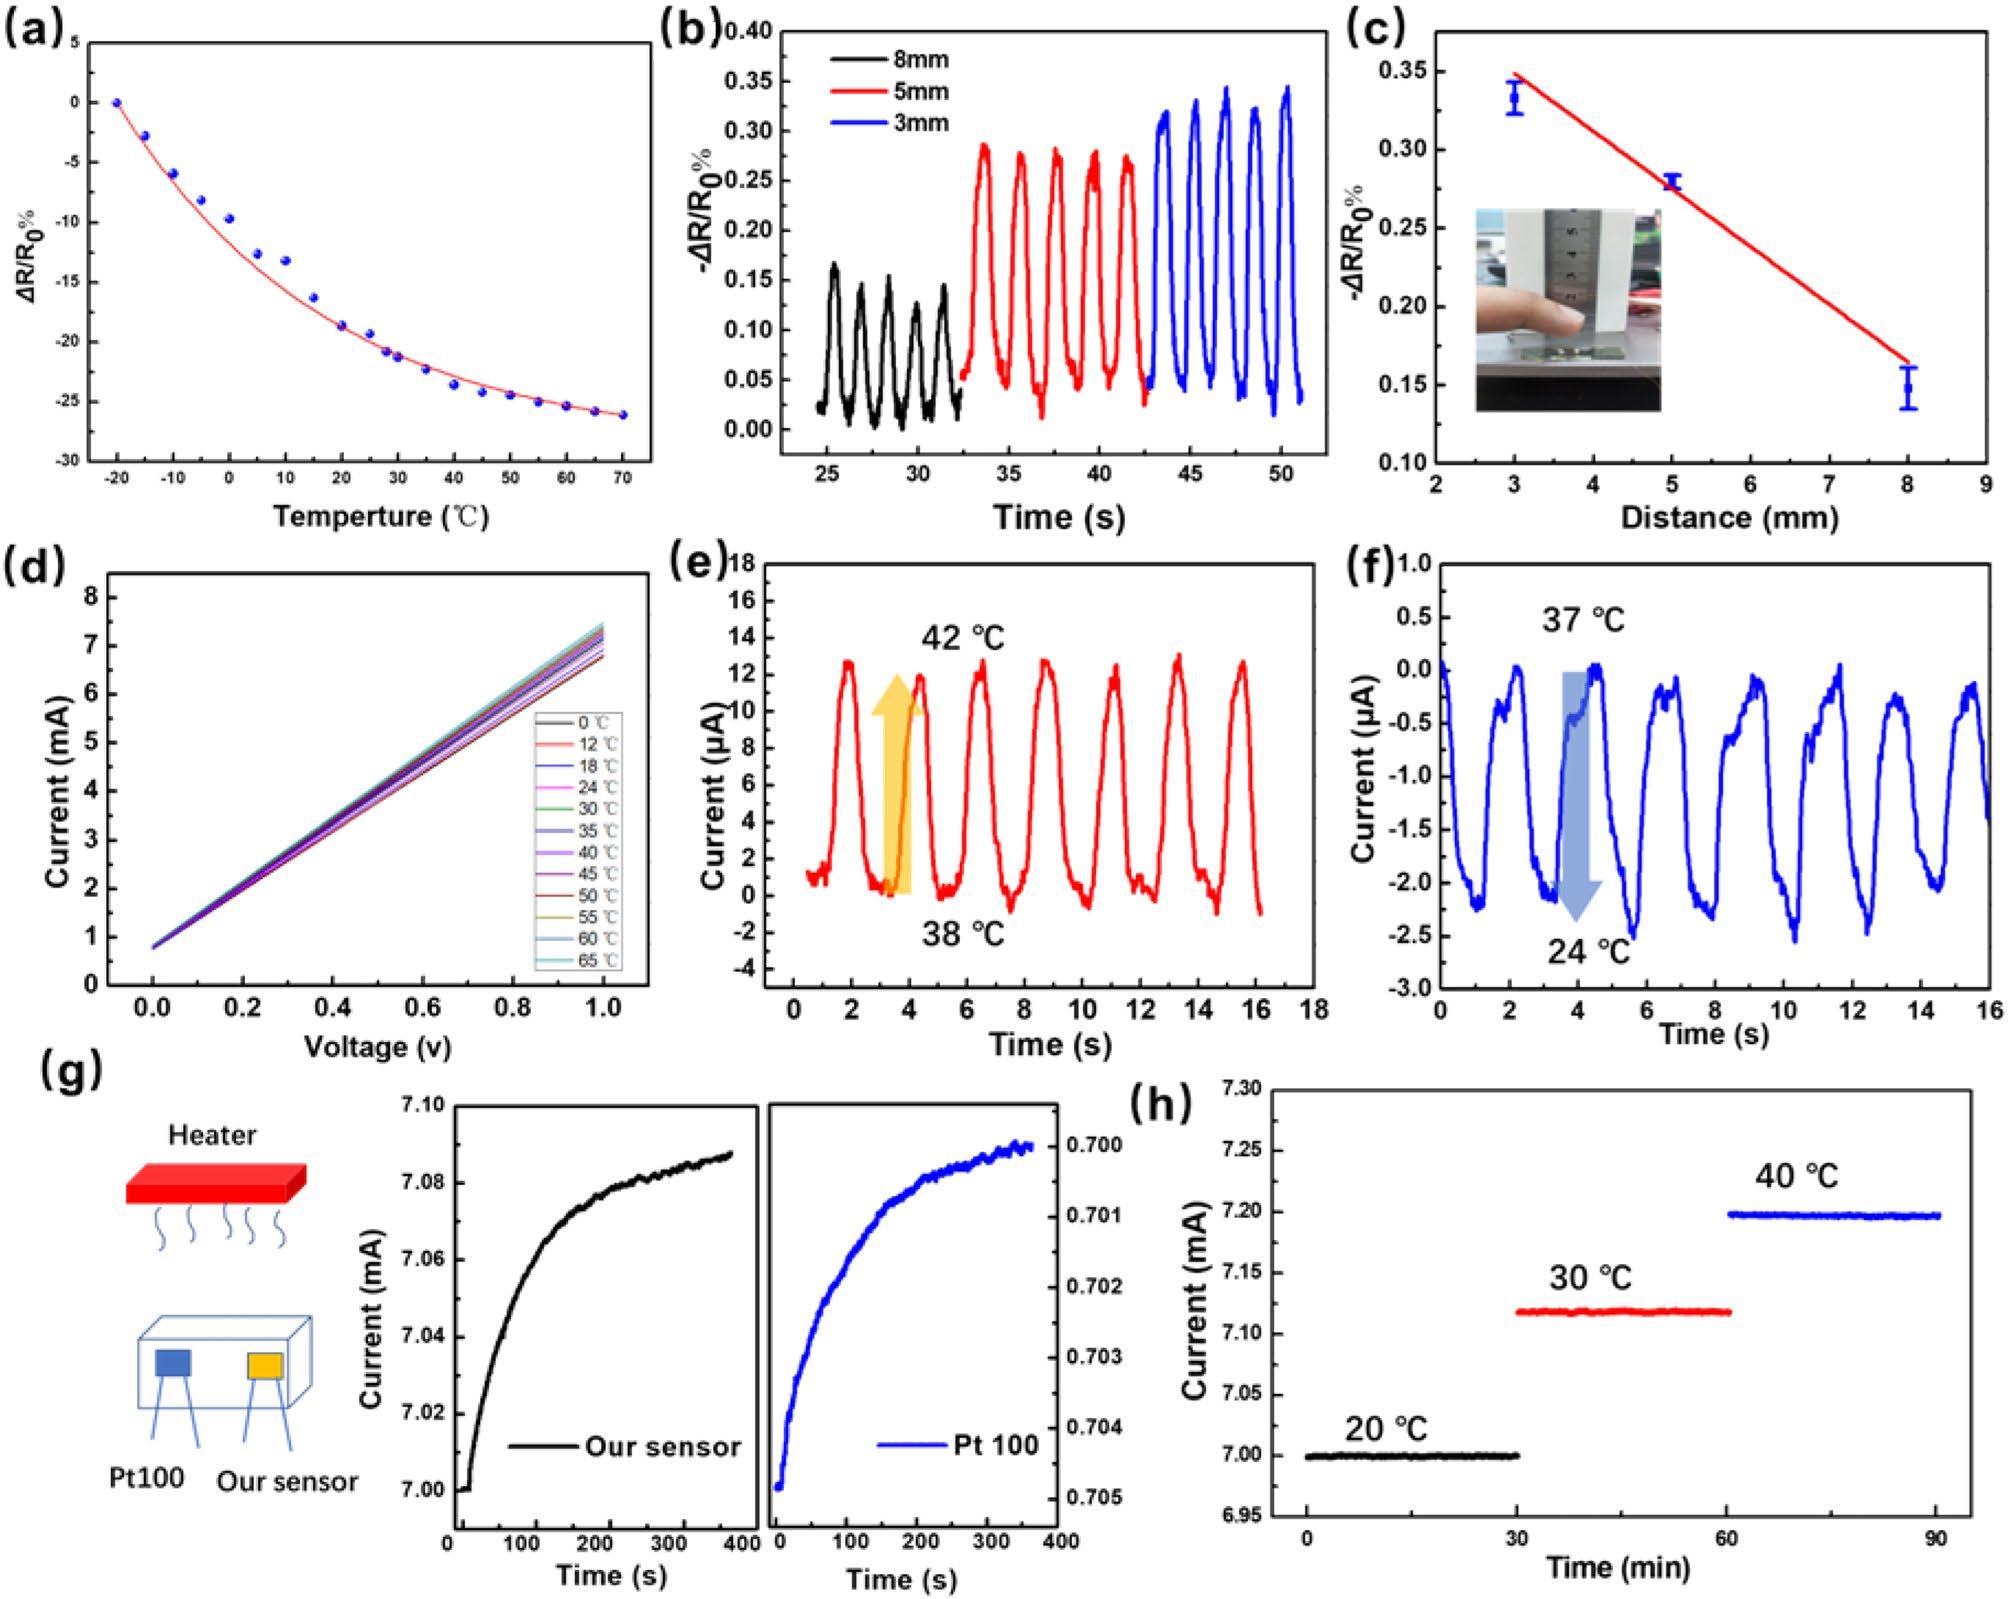 (a)
5
0
-5
-10
-15
-20
-25
-30
ΔR/R0%
-20 -10 0 10 20 30 40 50 60 70
Temperture (℃)
(b)
0.40
0.35
0.30
0.25
0.20
0.15
0.10
0.05
0.00
-ΔR/R0%
8mm
5mm
3mm
25 30 35 40 45 50
Time (s)
(c)
0.35
0.30
0.25
0.20
0.15
0.10
-ΔR/R0%
5
4
3
2
2 3 4 5 6 7 8 9
Distance (mm)
(d)
8
7
6
5
4
3
2
1
0
Current (mA)
0 ℃
12 ℃
18 ℃
24 ℃
30 ℃
35 ℃
40 ℃
45 ℃
50 ℃
55 ℃
60 ℃
65 ℃
0.0 0.2 0.4 0.6 0.8 1.0
Voltage (v)
(e)
18
16
14
12
10
8
6
4
2
0
-2
-4
Current (μA)
42 ℃
38 ℃
0 2 4 6 8 10 12 14 16 18
Time (s)
(f)
1.0
0.5
0.0
-0.5
-1.0
-1.5
-2.0
-2.5
-3.0
Current (μA)
37 ℃
24 ℃
0 2 4 6 8 10 12 14 16
Time (s)
(g)
Heater
Pt100 Our sensor
7.10
7.08
7.06
7.04
7.02
7.00
Current (mA)
Our sensor
0 100 200 300 400
Time (s)
0.700
0.701
0.702
0.703
0.704
0.705
Pt 100
0 100 200 300 400
Time (s)
(h)
7.30
7.25
7.20
7.15
7.10
7.05
7.00
6.95
Current (mA)
40 ℃
30 ℃
20 ℃
0 30 60 90
Time (min)